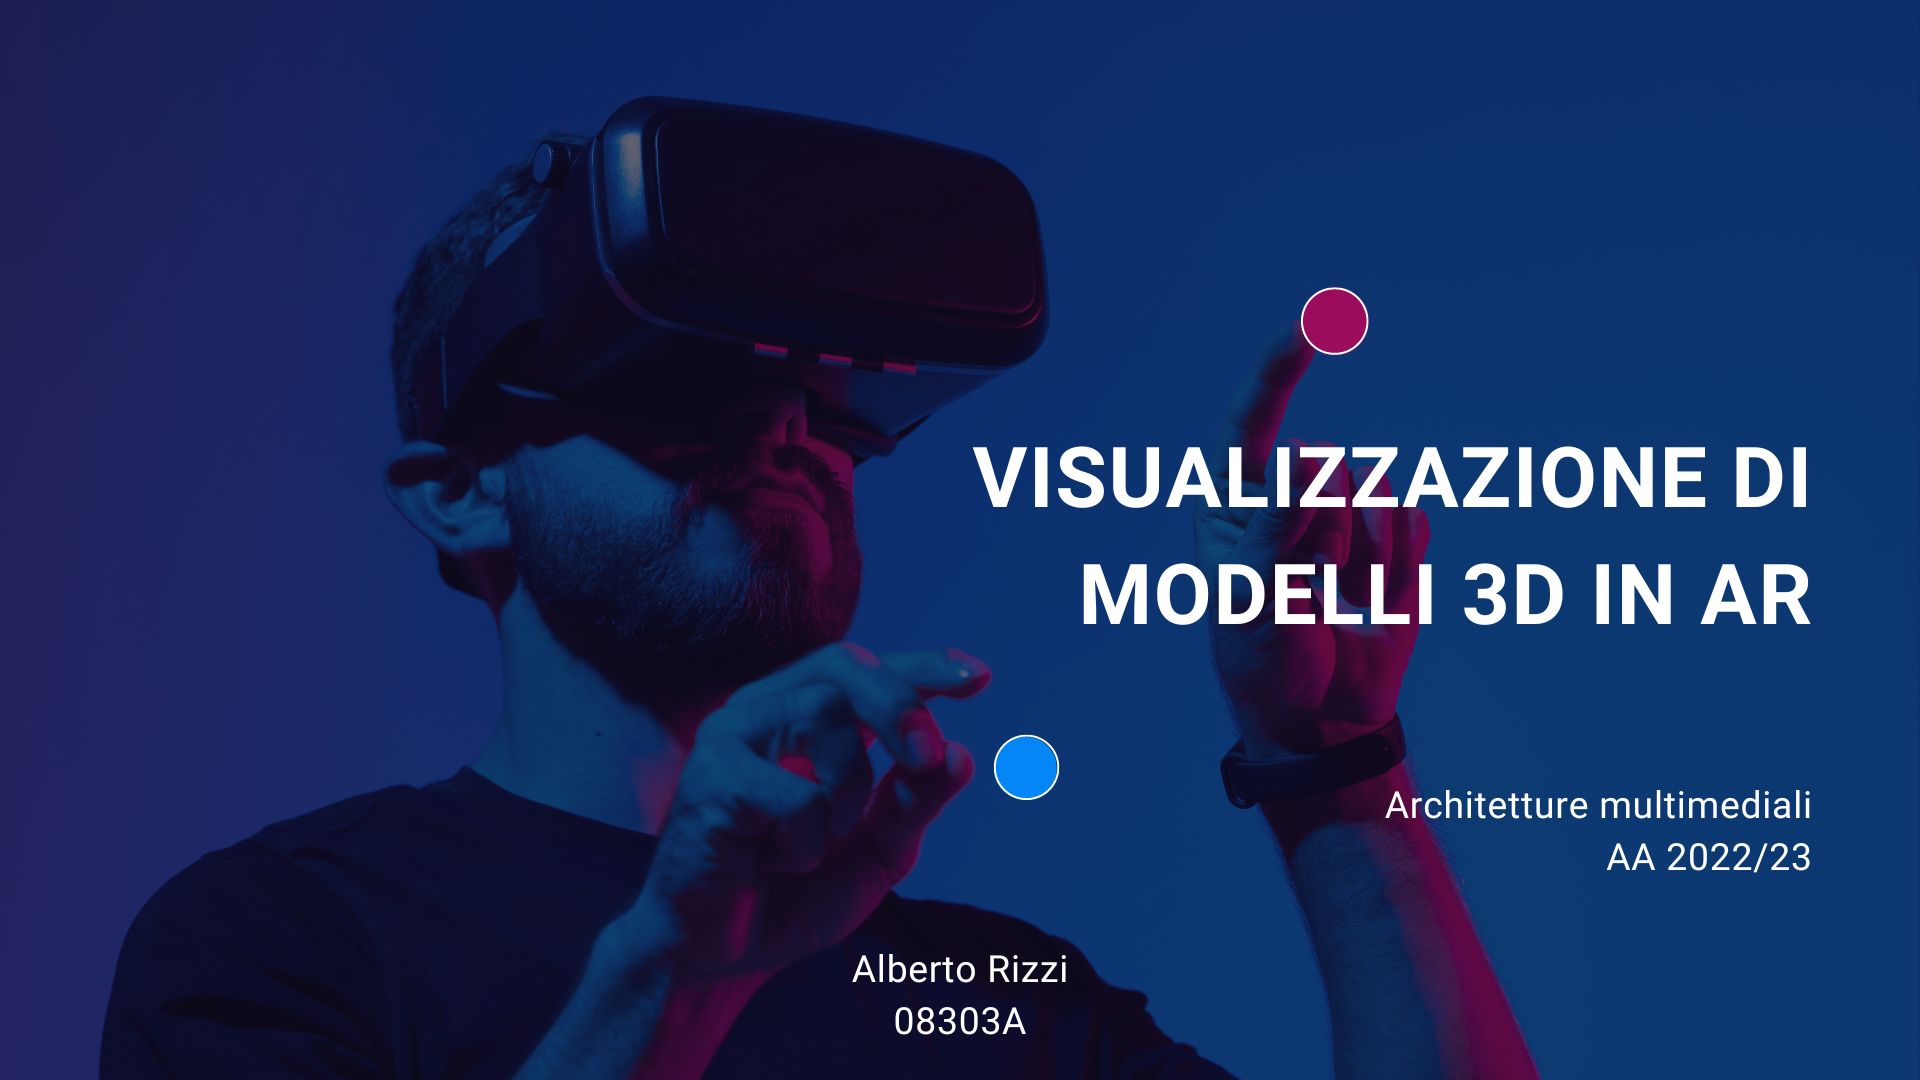 VISUALIZZAZIONE DI
MODELLI 3D IN AR
Architetture multimediali
AA 2022/23
Alberto Rizzi
08303A